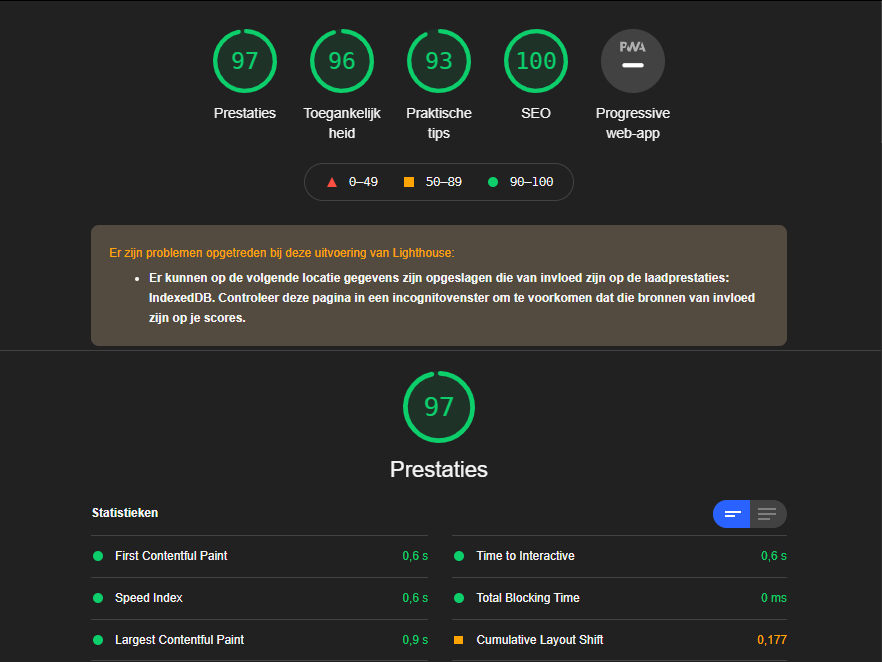 97 96 93 100 PWA
Prestaties Toegankelijk Praktische SEO Progressive
heid tips web-app
0–49 50–89 90–100
Er zijn problemen opgetreden bij deze uitvoering van Lighthouse:
• Er kunnen op de volgende locatie gegevens zijn opgeslagen die van invloed zijn op de laadprestaties:
IndexedDB. Controleer deze pagina in een incognitovenster om te voorkomen dat die bronnen van invloed
zijn op je scores.
97
Prestaties
Statistieken
First Contentful Paint 0,6 s Time to Interactive 0,6 s
Speed Index 0,6 s Total Blocking Time 0 ms
Largest Contentful Paint 0,9 s Cumulative Layout Shift 0,177